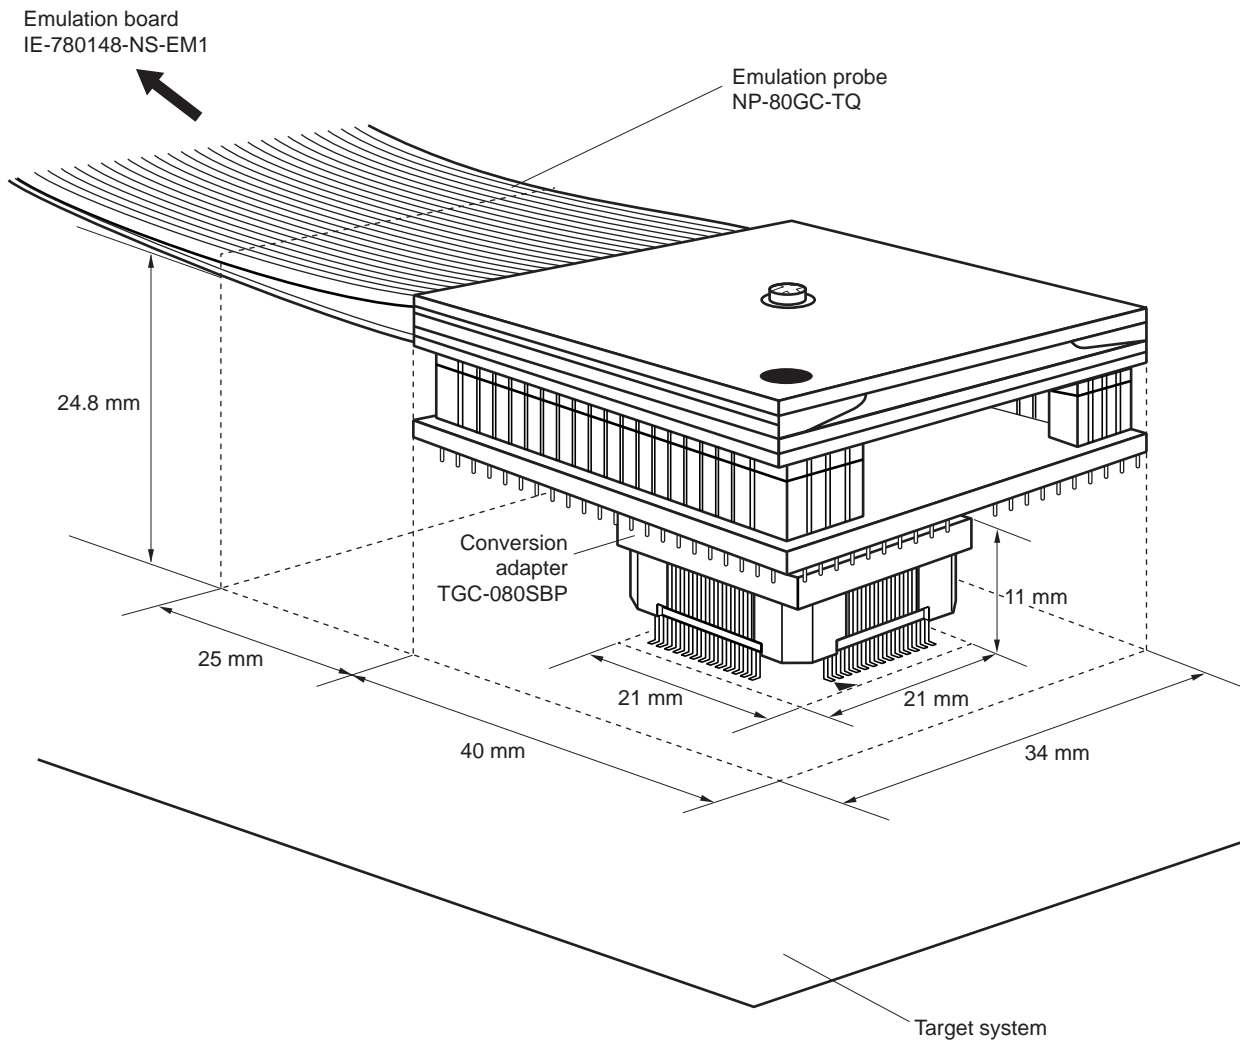 Emulation board
IE-780148-NS-EM1
Emulation probe
NP-80GC-TQ
24.8 mm
Conversion
adapter
TGC-080SBP
11 mm
25 mm
21 mm
21 mm
40 mm
34 mm
Target system